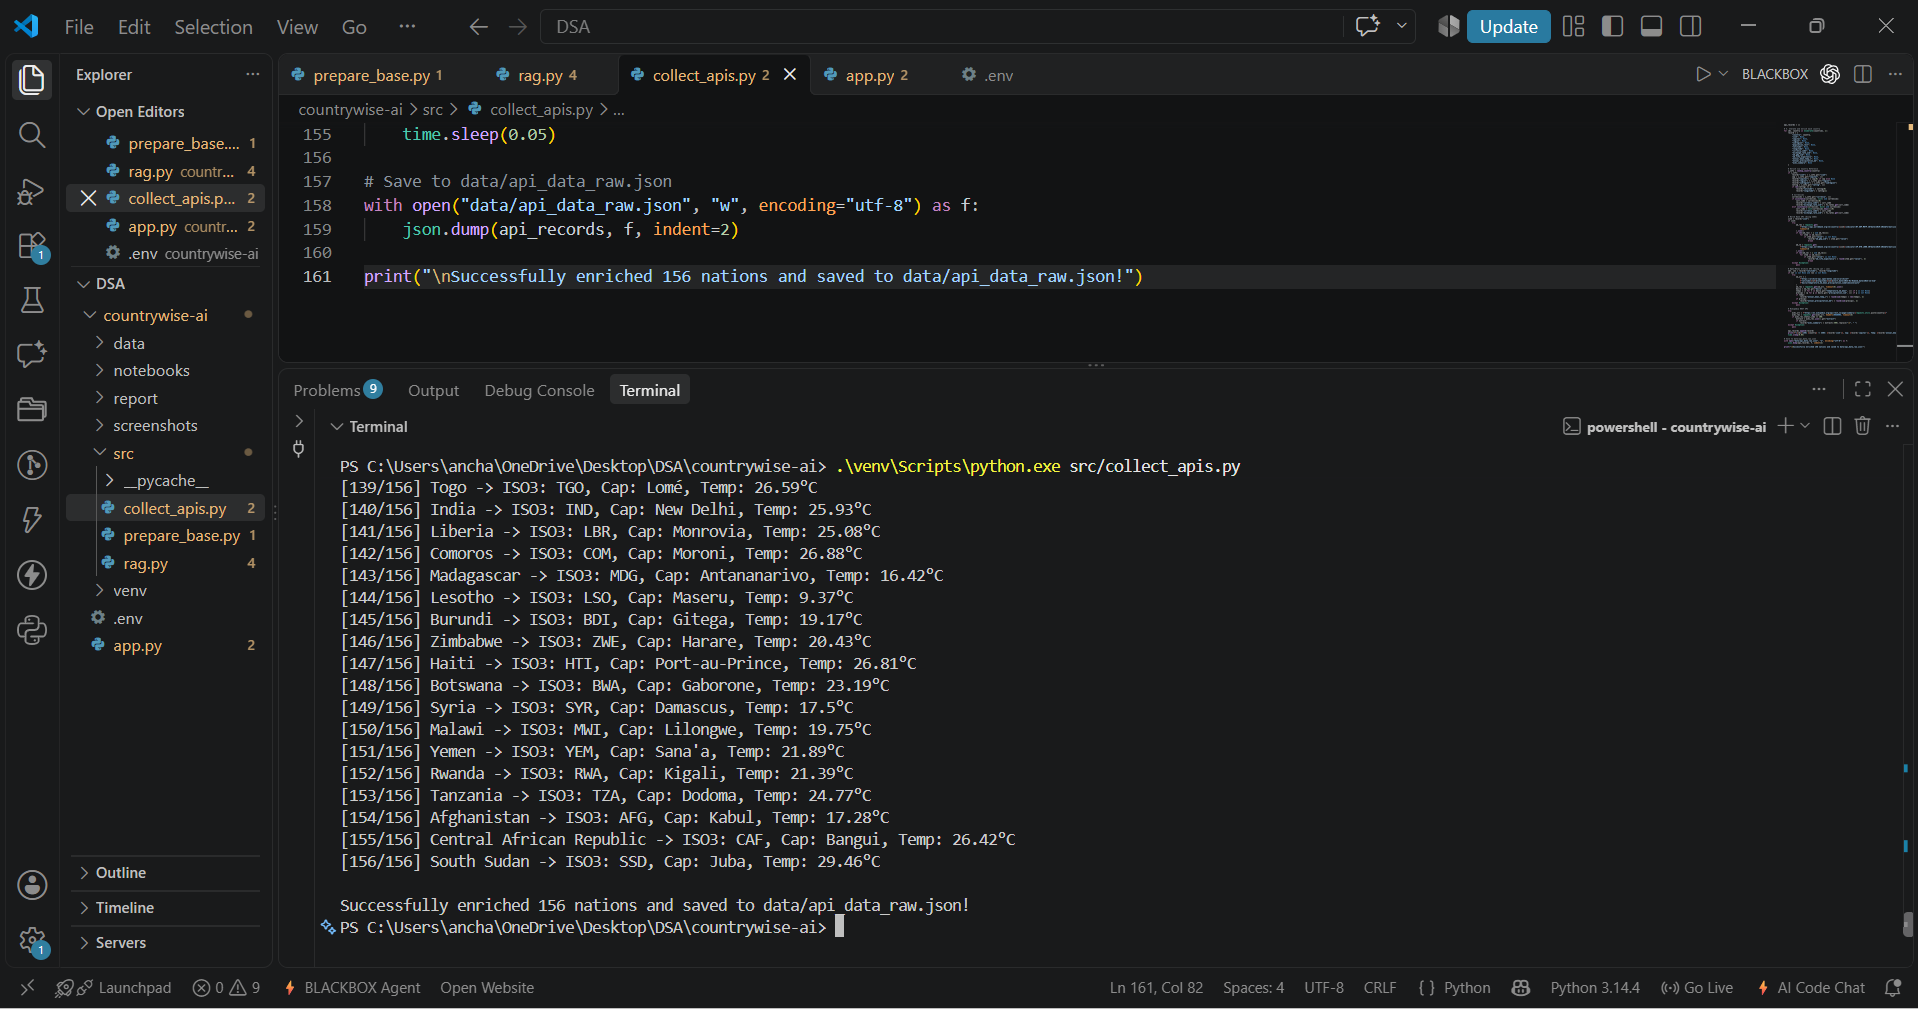 File Edit Selection View Go ··· DSA Update
Explorer ···
Open Editors
prepare_base.... 1
rag.py countr... 4
collect_apis.p... 2
app.py countr... 2
.env countrywise-ai
DSA
countrywise-ai
data
notebooks
report
screenshots
src
__pycache__
collect_apis.py 2
prepare_base.py 1
rag.py 4
venv
.env
app.py 2
Outline
Timeline
Servers
1
1
prepare_base.py 1 rag.py 4 collect_apis.py 2 app.py 2 .env BLACKBOX ···
countrywise-ai > src > collect_apis.py > ...
155 time.sleep(0.05)
156
157 # Save to data/api_data_raw.json
158 with open("data/api_data_raw.json", "w", encoding="utf-8") as f:
159 json.dump(api_records, f, indent=2)
160
161 print("\nSuccessfully enriched 156 nations and saved to data/api_data_raw.json!")
Problems 9 Output Debug Console Terminal ···
Terminal powershell - countrywise-ai ···
PS C:\Users\ancha\OneDrive\Desktop\DSA\countrywise-ai> .\venv\Scripts\python.exe src/collect_apis.py
[139/156] Togo -> ISO3: TGO, Cap: Lomé, Temp: 26.59°C
[140/156] India -> ISO3: IND, Cap: New Delhi, Temp: 25.93°C
[141/156] Liberia -> ISO3: LBR, Cap: Monrovia, Temp: 25.08°C
[142/156] Comoros -> ISO3: COM, Cap: Moroni, Temp: 26.88°C
[143/156] Madagascar -> ISO3: MDG, Cap: Antananarivo, Temp: 16.42°C
[144/156] Lesotho -> ISO3: LSO, Cap: Maseru, Temp: 9.37°C
[145/156] Burundi -> ISO3: BDI, Cap: Gitega, Temp: 19.17°C
[146/156] Zimbabwe -> ISO3: ZWE, Cap: Harare, Temp: 20.43°C
[147/156] Haiti -> ISO3: HTI, Cap: Port-au-Prince, Temp: 26.81°C
[148/156] Botswana -> ISO3: BWA, Cap: Gaborone, Temp: 23.19°C
[149/156] Syria -> ISO3: SYR, Cap: Damascus, Temp: 17.5°C
[150/156] Malawi -> ISO3: MWI, Cap: Lilongwe, Temp: 19.75°C
[151/156] Yemen -> ISO3: YEM, Cap: Sana'a, Temp: 21.89°C
[152/156] Rwanda -> ISO3: RWA, Cap: Kigali, Temp: 21.39°C
[153/156] Tanzania -> ISO3: TZA, Cap: Dodoma, Temp: 24.77°C
[154/156] Afghanistan -> ISO3: AFG, Cap: Kabul, Temp: 17.28°C
[155/156] Central African Republic -> ISO3: CAF, Cap: Bangui, Temp: 26.42°C
[156/156] South Sudan -> ISO3: SSD, Cap: Juba, Temp: 29.46°C
Successfully enriched 156 nations and saved to data/api_data_raw.json!
PS C:\Users\ancha\OneDrive\Desktop\DSA\countrywise-ai>
Launchpad 0 9 BLACKBOX Agent Open Website Ln 161, Col 82 Spaces: 4 UTF-8 CRLF { } Python Python 3.14.4 Go Live AI Code Chat